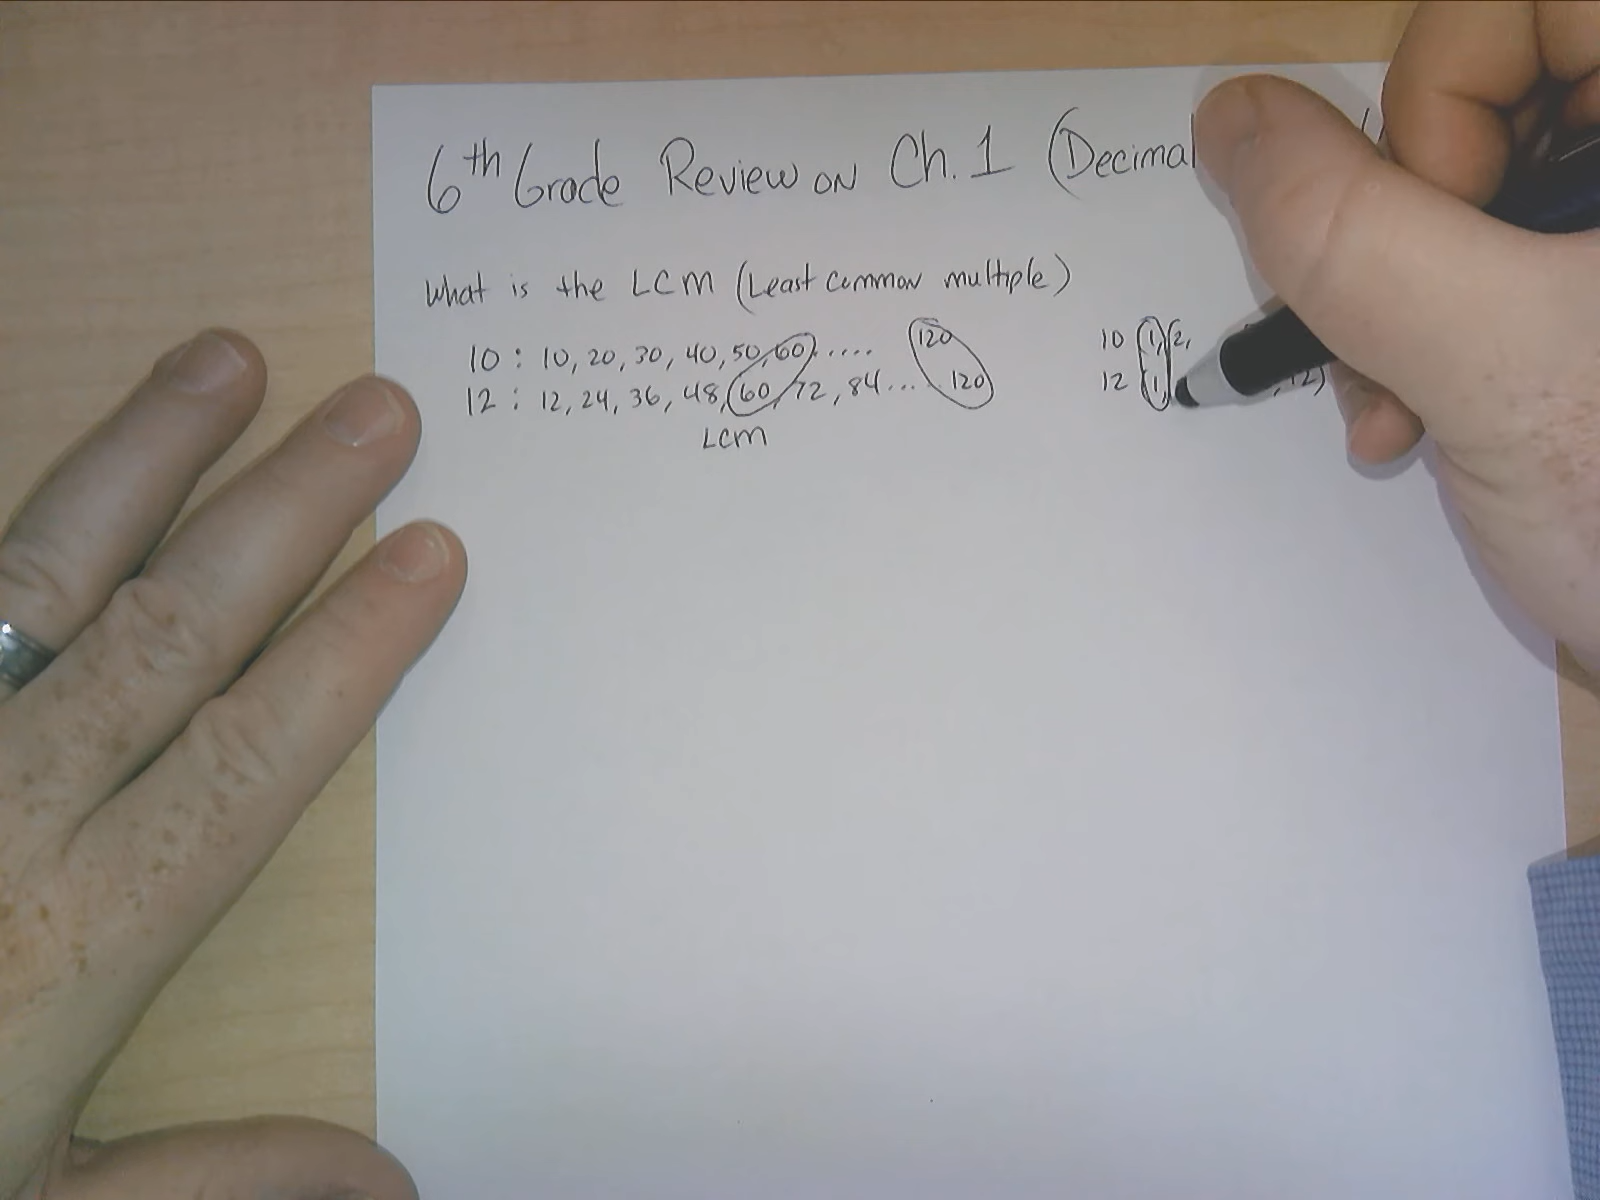 6th Grade Review on Ch. 1 (Decimal
What is the LCM (Least common multiple)
10 : 10, 20, 30, 40, 50, 60, .... 120
12 : 12, 24, 36, 48, 60, 72, 84... 120
LCM
10 (1, 2,
12 (1, , 12)